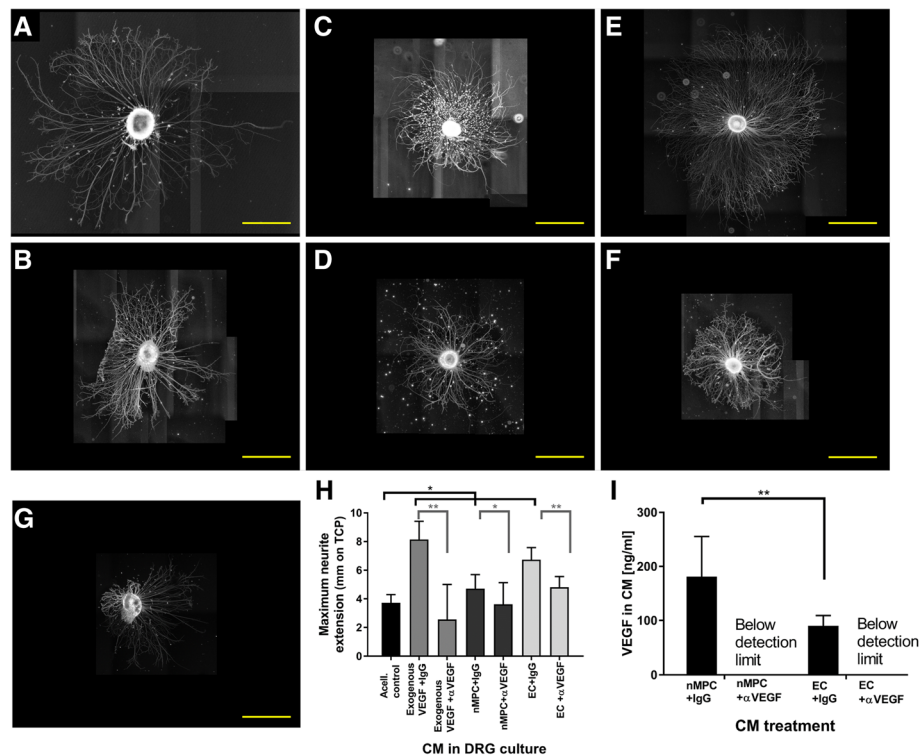 A
C
E
B
D
F
G
H
*
** * **
10
8
6
4
2
0
Maximum neurite
extension (mm on TCP)
Acell.
control
Exogenous
VEGF +IgG
Exogenous
VEGF +αVEGF
nMPC+IgG
nMPC+αVEGF
EC+IgG
EC +αVEGF
CM in DRG culture
I
**
300
200
100
0
VEGF in CM [ng/ml]
Below
detection
limit
Below
detection
limit
nMPC
+IgG
nMPC
+αVEGF
EC
+IgG
EC
+αVEGF
CM treatment